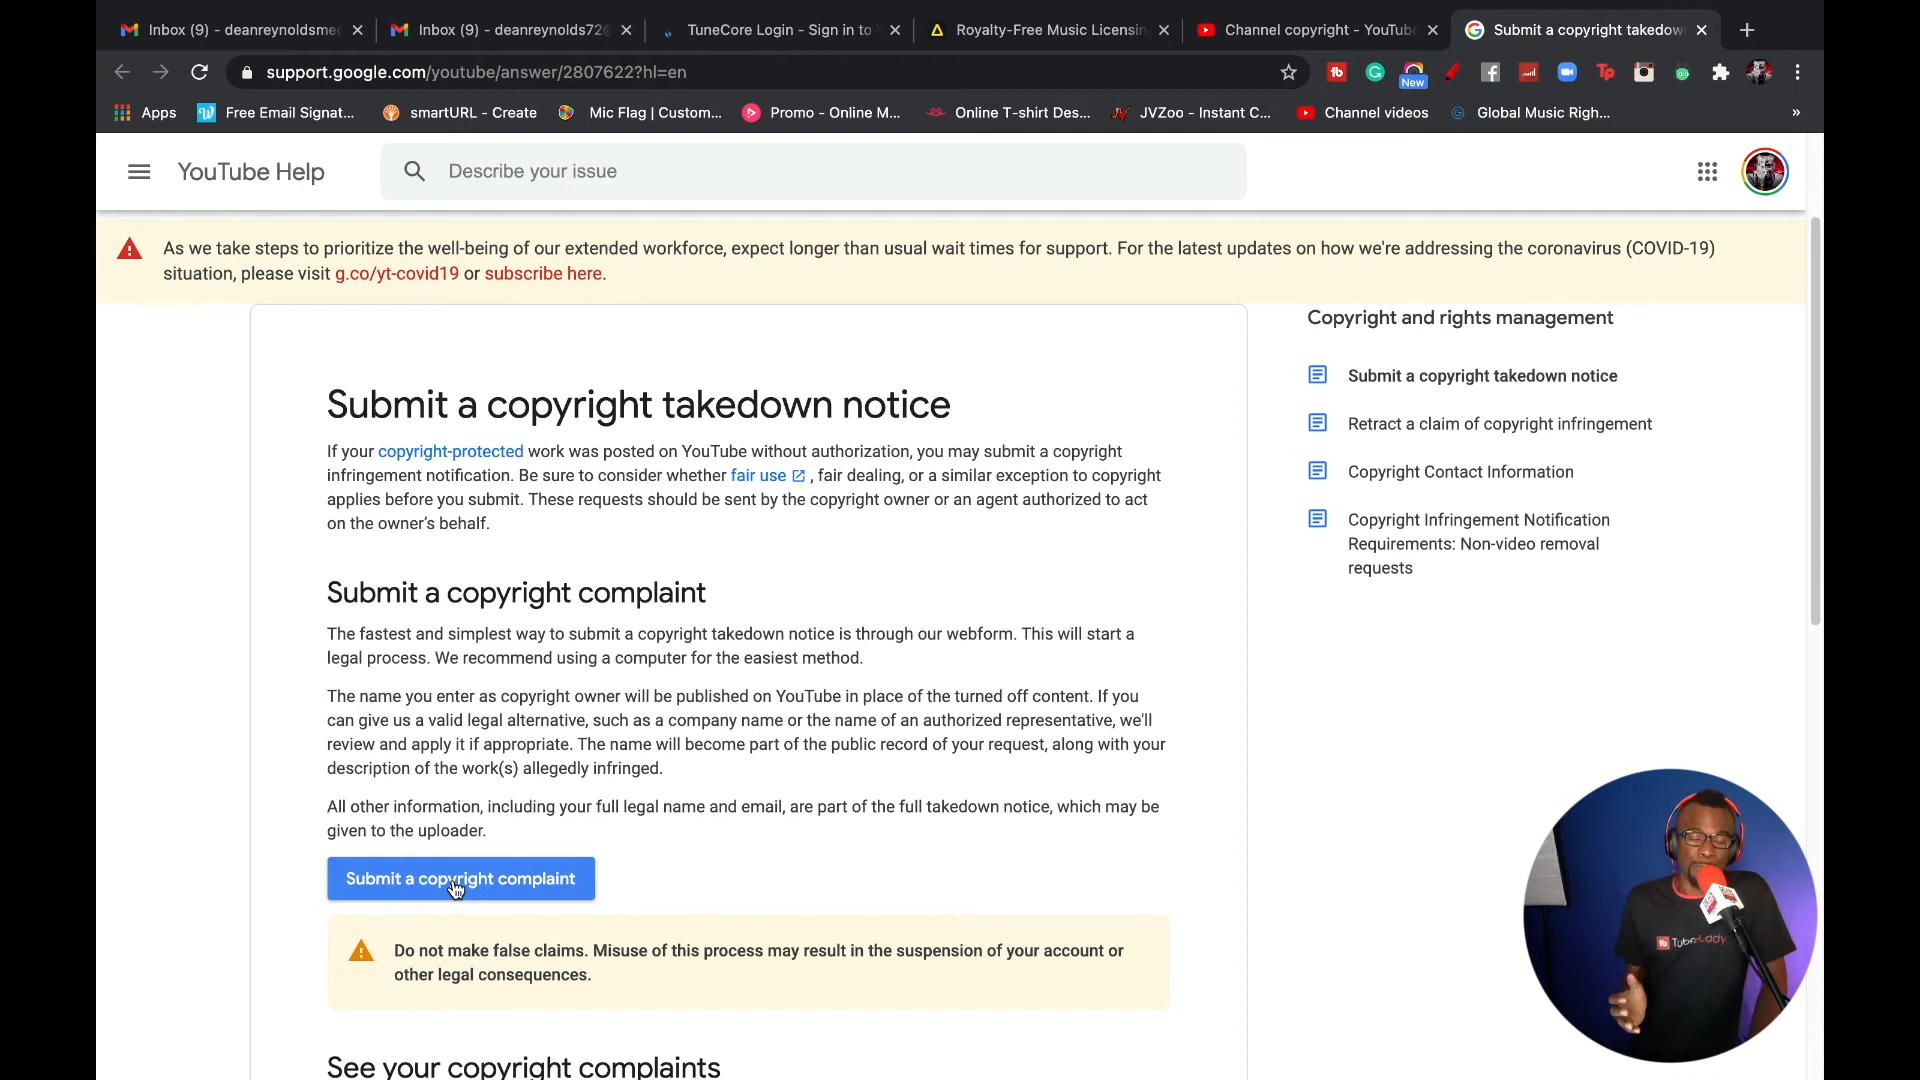 Inbox (9) - deanreynoldsmed
Inbox (9) - deanreynolds72@
TuneCore Login - Sign in to
Royalty-Free Music Licensin
Channel copyright - YouTube
Submit a copyright takedow
support.google.com/youtube/answer/2807622?hl=en
New
Apps
Free Email Signat...
smartURL - Create
Mic Flag | Custom...
Promo - Online M...
Online T-shirt Des...
JVZoo - Instant C...
Channel videos
Global Music Righ...
YouTube Help
Describe your issue
As we take steps to prioritize the well-being of our extended workforce, expect longer than usual wait times for support. For the latest updates on how we're addressing the coronavirus (COVID-19)
situation, please visit g.co/yt-covid19 or subscribe here.
Submit a copyright takedown notice
If your copyright-protected work was posted on YouTube without authorization, you may submit a copyright
infringement notification. Be sure to consider whether fair use , fair dealing, or a similar exception to copyright
applies before you submit. These requests should be sent by the copyright owner or an agent authorized to act
on the owner’s behalf.
Submit a copyright complaint
The fastest and simplest way to submit a copyright takedown notice is through our webform. This will start a
legal process. We recommend using a computer for the easiest method.
The name you enter as copyright owner will be published on YouTube in place of the turned off content. If you
can give us a valid legal alternative, such as a company name or the name of an authorized representative, we'll
review and apply it if appropriate. The name will become part of the public record of your request, along with your
description of the work(s) allegedly infringed.
All other information, including your full legal name and email, are part of the full takedown notice, which may be
given to the uploader.
Submit a copyright complaint
Do not make false claims. Misuse of this process may result in the suspension of your account or
other legal consequences.
See your copyright complaints
Copyright and rights management
Submit a copyright takedown notice
Retract a claim of copyright infringement
Copyright Contact Information
Copyright Infringement Notification
Requirements: Non-video removal
requests
TubeBuddy